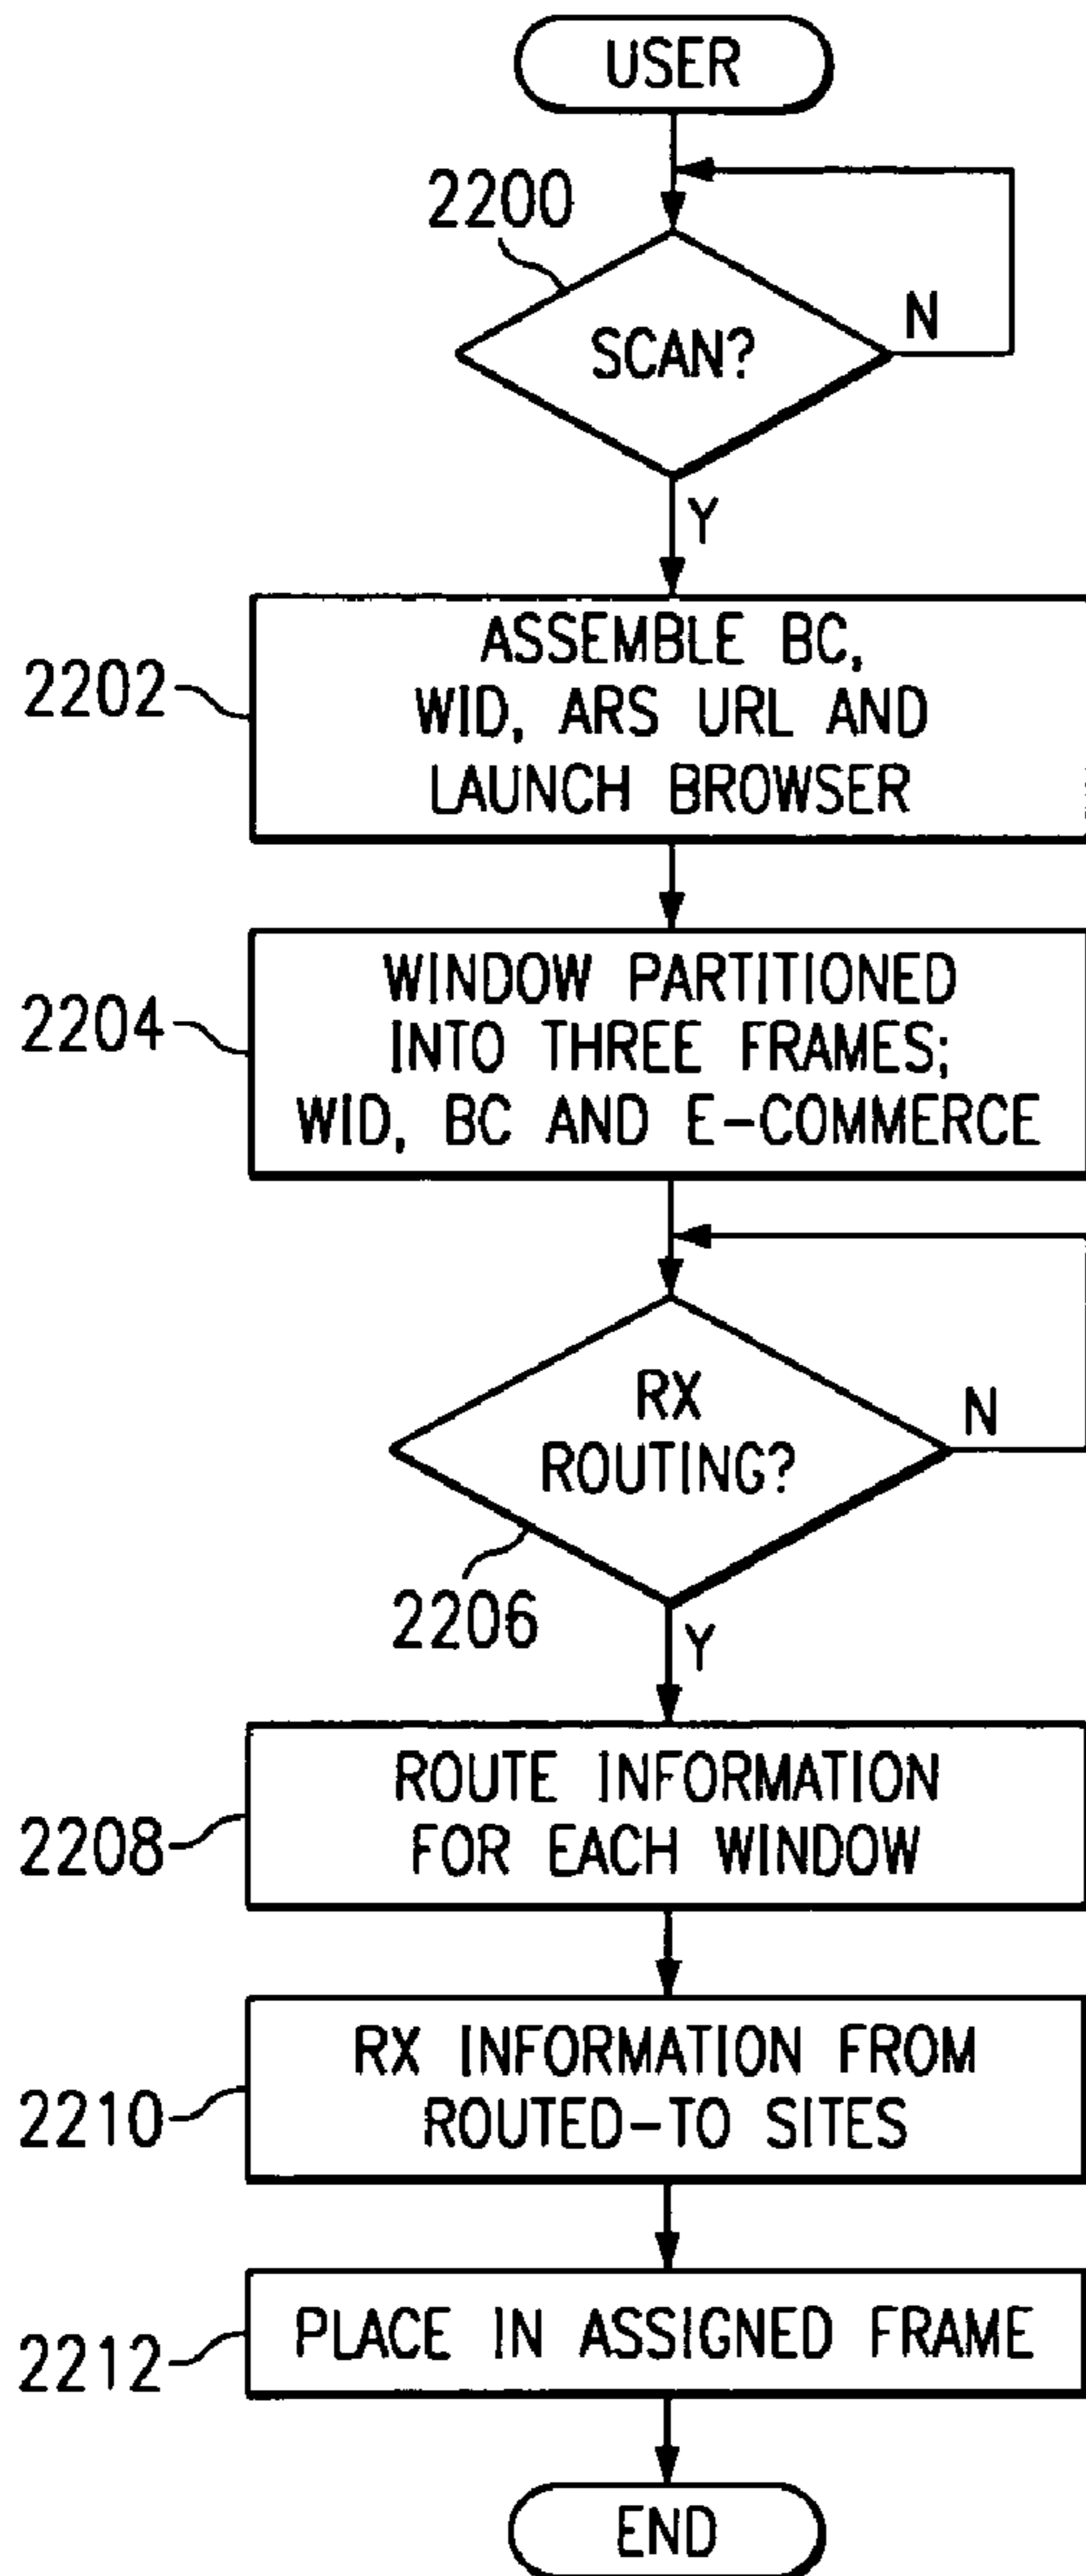 USER
2200
SCAN?
N
Y
2202
ASSEMBLE BC,
WID, ARS URL AND
LAUNCH BROWSER
2204
WINDOW PARTITIONED
INTO THREE FRAMES;
WID, BC AND E-COMMERCE
RX
ROUTING?
N
2206
Y
2208
ROUTE INFORMATION
FOR EACH WINDOW
2210
RX INFORMATION FROM
ROUTED-TO SITES
2212
PLACE IN ASSIGNED FRAME
END